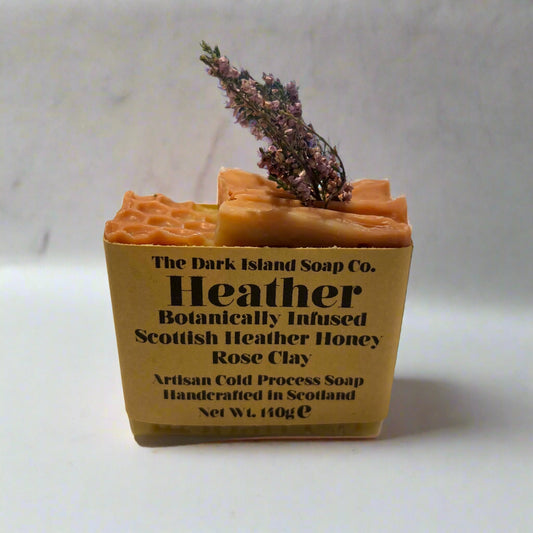 The Dark Island Soap Co.
Heather
Botanically Infused
Scottish Heather Honey
Rose Clay
Artisan Cold Process Soap
Handcrafted in Scotland
Net Wt. 140g ℮